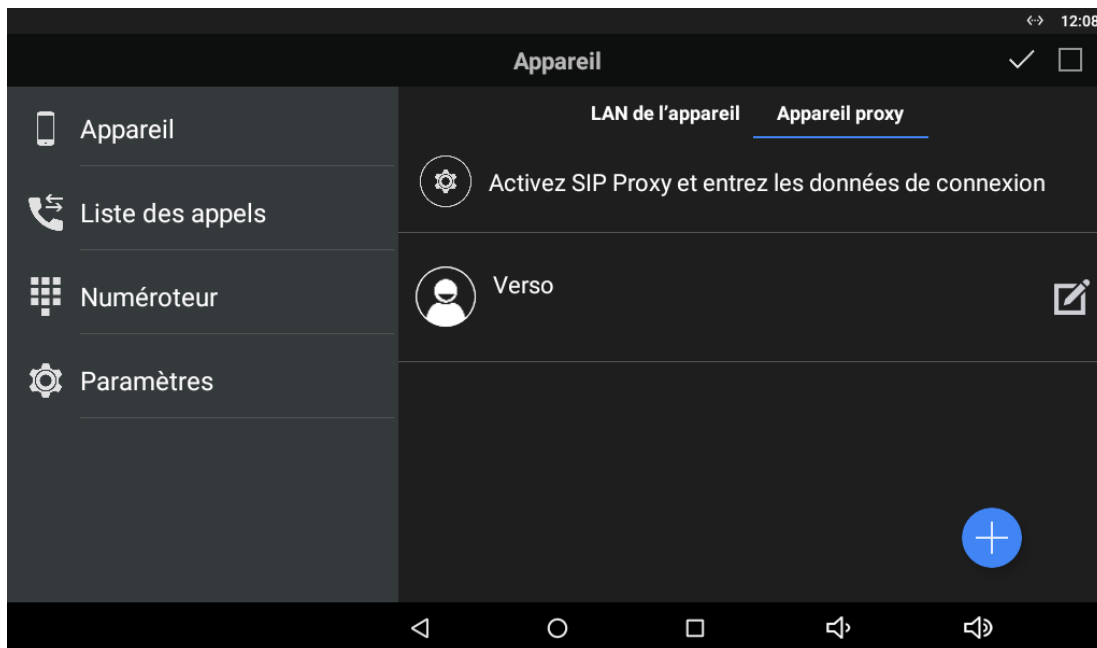 12:08
Appareil
Appareil
Liste des appels
Numéroteur
Paramètres
LAN de l’appareil Appareil proxy
Activez SIP Proxy et entrez les données de connexion
Verso